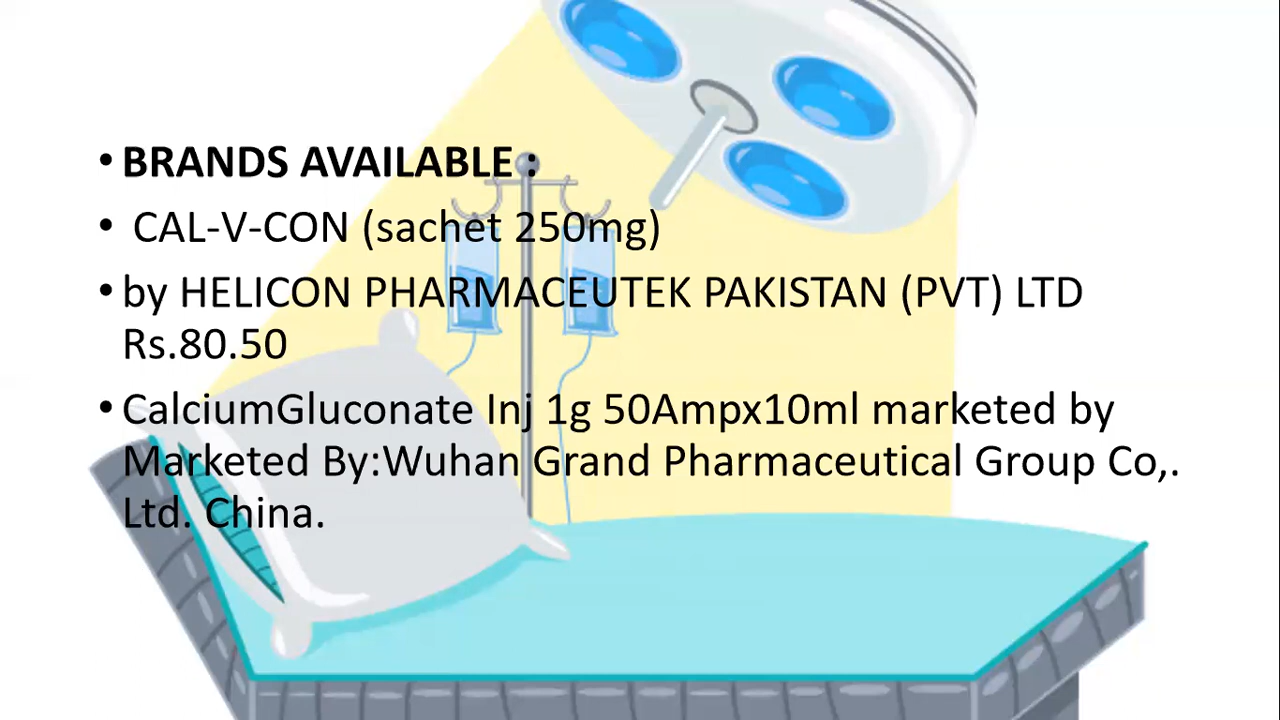 • BRANDS AVAILABLE :
• CAL-V-CON (sachet 250mg)
• by HELICON PHARMACEUTEK PAKISTAN (PVT) LTD
Rs.80.50
• CalciumGluconate Inj 1g 50Ampx10ml marketed by
Marketed By:Wuhan Grand Pharmaceutical Group Co,.
Ltd. China.